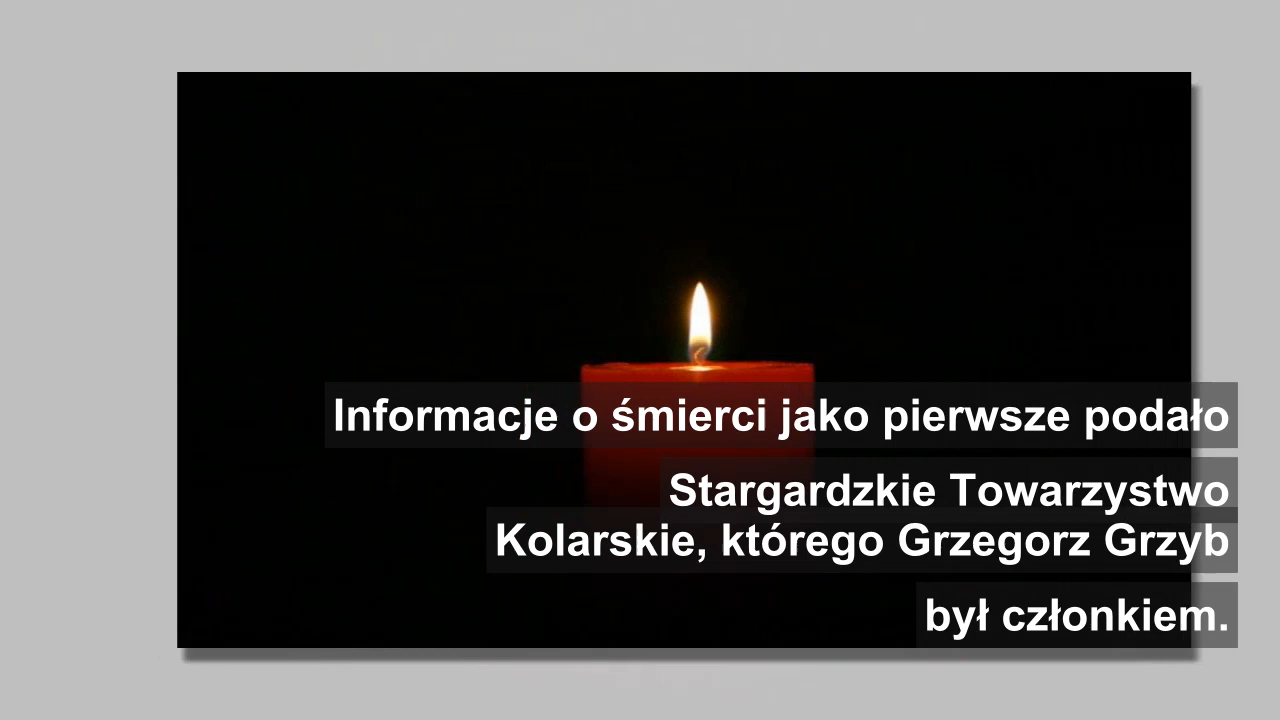 Informacje o śmierci jako pierwsze podało
Stargardzkie Towarzystwo
Kolarskie, którego Grzegorz Grzyb
był członkiem.